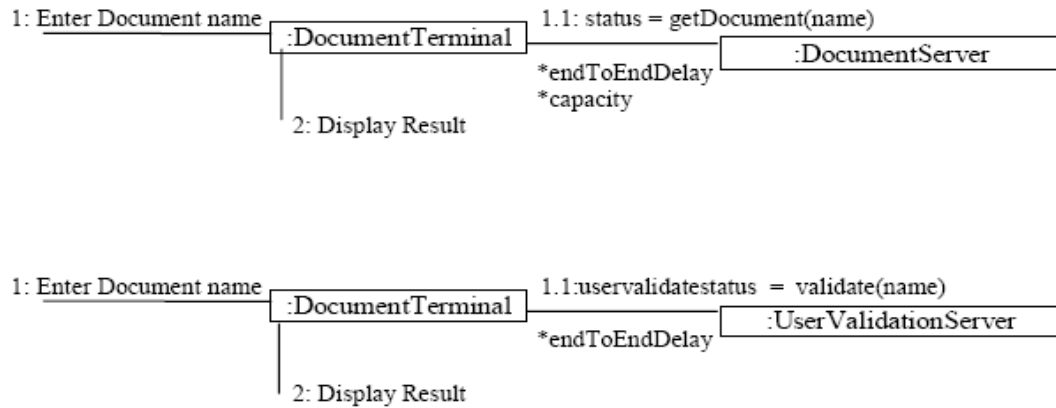 1: Enter Document name
1.1: status = getDocument(name)
:DocumentTerminal
:DocumentServer
*endToEndDelay
*capacity
2: Display Result
1: Enter Document name
1.1:uservalidatestatus = validate(name)
:DocumentTerminal
:UserValidationServer
*endToEndDelay
2: Display Result